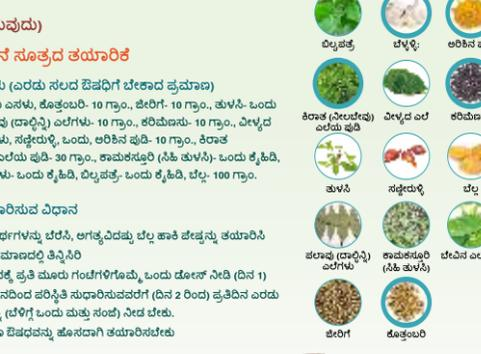 ವುದು)
ನೆ ಸೂತ್ರದ ತಯಾರಿಕೆ
(ಎರಡು ಸಲದ ಔಷಧಿಗೆ ಬೇಕಾದ ಪ್ರಮಾಣ)
ಎಸಳು, ಕೊತ್ತಂಬರಿ- 10 ಗ್ರಾಂ., ಜೀರಿಗೆ- 10 ಗ್ರಾಂ., ತುಳಸಿ- ಒಂದು
(ದಾಲ್ಚಿನ್ನಿ) ಎಲೆಗಳು- 10 ಗ್ರಾಂ., ಕರಿಮೆಣಸು- 10 ಗ್ರಾಂ., ವೀಳ್ಯದ
ಸಣ್ಣೀರುಳ್ಳಿ, ಒಂದು, ಅರಿಶಿನ ಪುಡಿ- 10 ಗ್ರಾಂ., ಕಿರಾತ
ಎಲೆಯ ಪುಡಿ- 30 ಗ್ರಾಂ., ಕಾಮಕಸ್ತೂರಿ (ಸಿಹಿ ತುಳಸಿ)- ಒಂದು ಕೈಹಿಡಿ,
ಒಂದು ಕೈಹಿಡಿ, ಬಿಲ್ವಪತ್ರೆ- ಒಂದು ಕೈಹಿಡಿ, ಬೆಲ್ಲ- 100 ಗ್ರಾಂ.
ರಿಸುವ ವಿಧಾನ
ರ್ಥಗಳನ್ನು ಬೆರೆಸಿ, ಅಗತ್ಯವಿದಷ್ಟು ಬೆಲ್ಲ ಹಾಕಿ ಪೇಷ್ಟನ್ನು ತಯಾರಿಸಿ
ಮಾಣದಲ್ಲಿ ತಿನ್ನಿಸಿರಿ
ಪ್ರತಿ ಮೂರು ಗಂಟೆಗಳಿಗೊಮ್ಮೆ ಒಂದು ಡೋಸ್ ನೀಡಿ (ದಿನ 1)
ನದಿಂದ ಪರಿಸ್ಥಿತಿ ಸುಧಾರಿಸುವವರೆಗೆ (ದಿನ 2 ರಿಂದ) ಪ್ರತಿದಿನ ಎರಡು
(ಬೆಳಿಗ್ಗೆ ಒಂದು ಮತ್ತು ಸಂಜೆ) ನೀಡ ಬೇಕು.
ಔಷಧವನ್ನು ಹೊಸದಾಗಿ ತಯಾರಿಸಬೇಕು
ಬಿಲ್ವಪತ್ರೆ ಬೆಳ್ಳುಳ್ಳಿ: ಅರಿಶಿನ
ಕಿರಾತ (ನೀಲಬೇವು) ಎಲೆಯ ಪುಡಿ ವೀಳ್ಯದ ಎಲೆ ಕರಿಮೆಣ
ತುಳಸಿ ಸಣ್ಣೀರುಳ್ಳಿ ಬೆಲ್ಲ
ಪಲಾವು (ದಾಲ್ಚಿನ್ನಿ) ಎಲೆಗಳು ಕಾಮಕಸ್ತೂರಿ (ಸಿಹಿ ತುಳಸಿ) ಬೇವಿನ
ಜೀರಿಗೆ ಕೊತ್ತಂಬರಿ